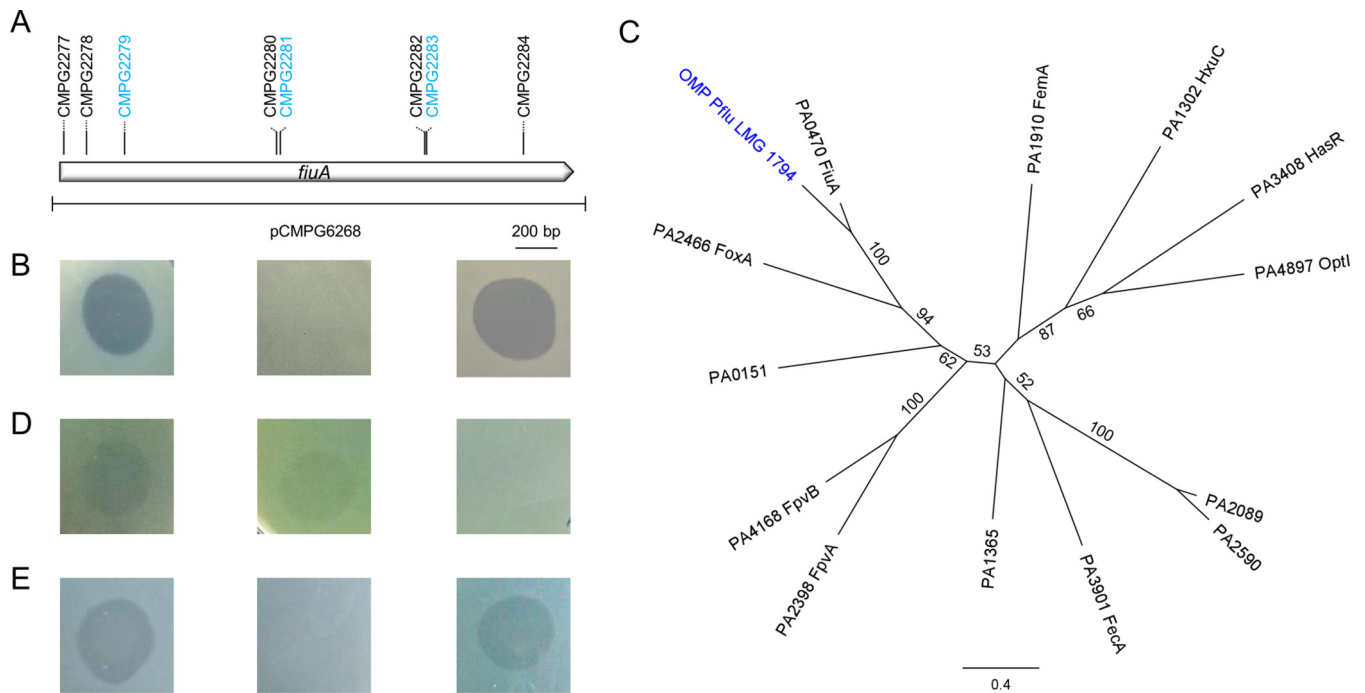 A
CMPG2277
CMPG2278
CMPG2279
CMPG2280
CMPG2281
CMPG2282
CMPG2283
CMPG2284
fiuA
pCMPG6268
200 bp
B
D
E
C
OMP Pflu LMG 1794
PA0470 FiuA
PA1910 FemA
PA1302 HxuC
PA3408 HasR
PA4897 OptI
PA2466 FoxA
PA0151
PA4168 FpvB
PA2398 FpvA
PA1365
PA3901 FecA
PA2590
PA2089
100
94
62
53
87
66
52
100
100
0.4